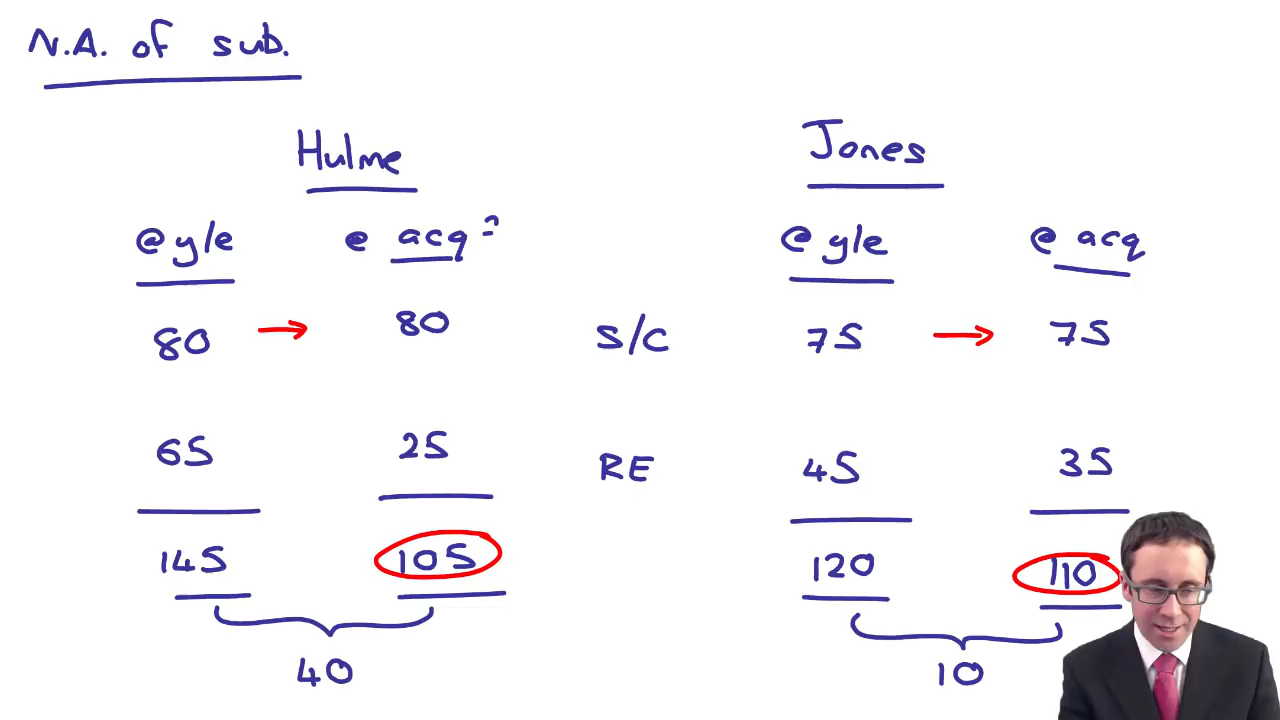 N.A. of sub.
Hulme Jones
@ y/e @ acq= @ y/e @ acq
80 → 80 S/C 75 → 75
65 25 RE 45 35
145 105 120 110
40 10